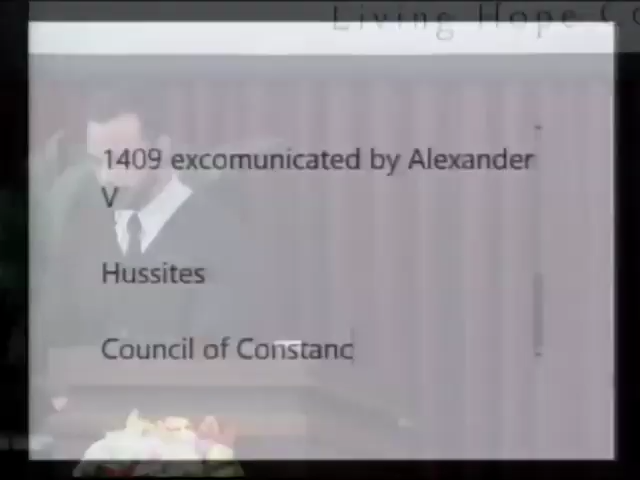 Living Hope C
1409 excomunicated by Alexander
V
Hussites
Council of Constanc